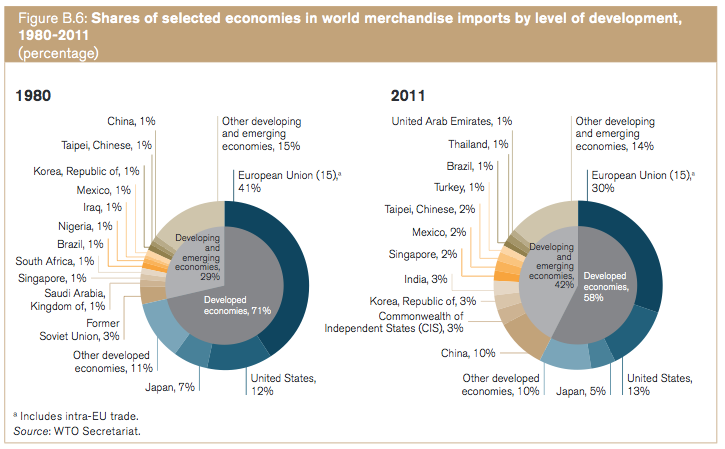 Figure B.6: Shares of selected economies in world merchandise imports by level of development,
1980-2011
(percentage)
1980
China, 1%
Taipei, Chinese, 1%
Korea, Republic of, 1%
Mexico, 1%
Iraq, 1%
Nigeria, 1%
Brazil, 1%
South Africa, 1%
Singapore, 1%
Saudi Arabia,
Kingdom of, 1%
Former
Soviet Union, 3%
Other developed
economies, 11%
Japan, 7%
United States,
12%
European Union (15),ª
41%
Other developing
and emerging
economies, 15%
Developing
and
emerging
economies,
29%
Developed
economies, 71%
2011
United Arab Emirates, 1%
Thailand, 1%
Brazil, 1%
Turkey, 1%
Taipei, Chinese, 2%
Mexico, 2%
Singapore, 2%
India, 3%
Korea, Republic of, 3%
Commonwealth of
Independent States (CIS), 3%
China, 10%
Other developed
economies, 10%
Japan, 5%
United States,
13%
European Union (15),ª
30%
Other developing
and emerging
economies, 14%
Developing
and
emerging
economies,
42%
Developed
economies,
58%
ª Includes intra-EU trade.
Source: WTO Secretariat.